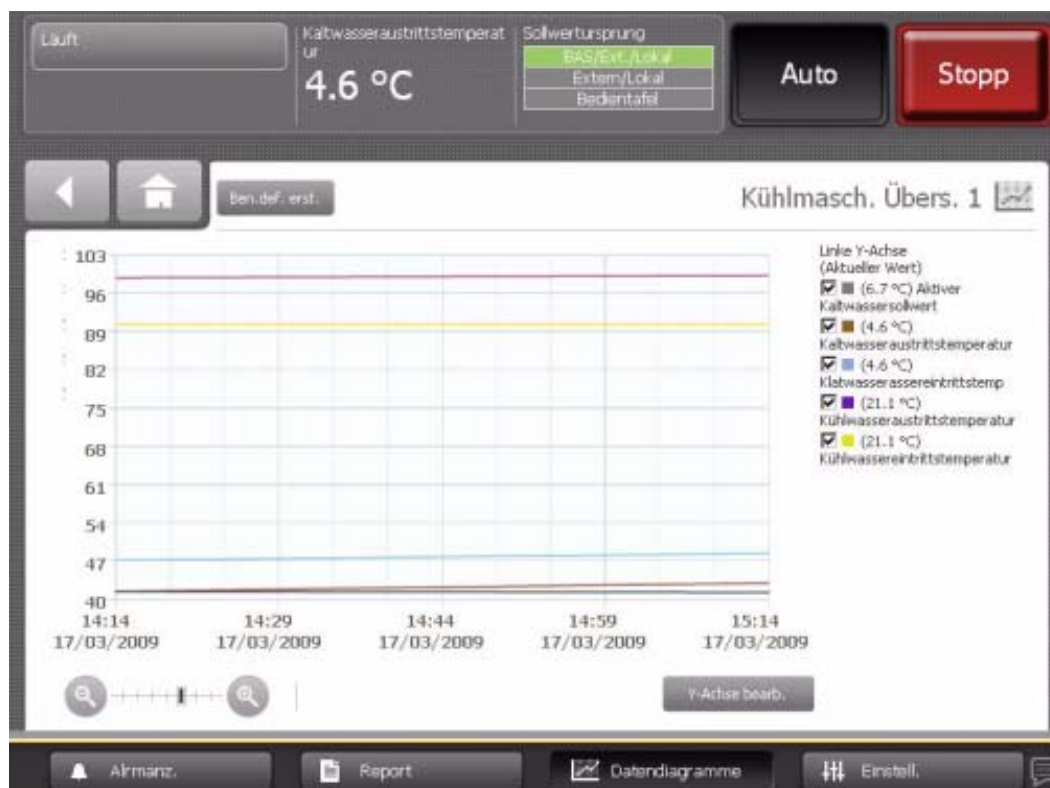 Läuft
Kaltwasseraustrittstemperat
ur
4.6 °C
Sollwertursprung
BAS/Ext./Lokal
Extern/Lokal
Bedientafel
Auto
Stopp
Ben.def. erst.
Kühlmasch. Übers. 1
103
96
89
82
75
68
61
54
47
40
14:14
17/03/2009
14:29
17/03/2009
14:44
17/03/2009
14:59
17/03/2009
15:14
17/03/2009
Linke Y-Achse
(Aktueller Wert)
(6.7 °C) Aktiver
Kaltwassersollwert
(4.6 °C)
Kaltwasseraustrittstemperatur
(4.6 °C)
Klatwasserassereintrittstemp
(21.1 °C)
Kühlwasseraustrittstemperatur
(21.1 °C)
Kühlwassereintrittstemperatur
Y-Achse bearb.
Alrmanz.
Report
Datendiagramme
Einstell.